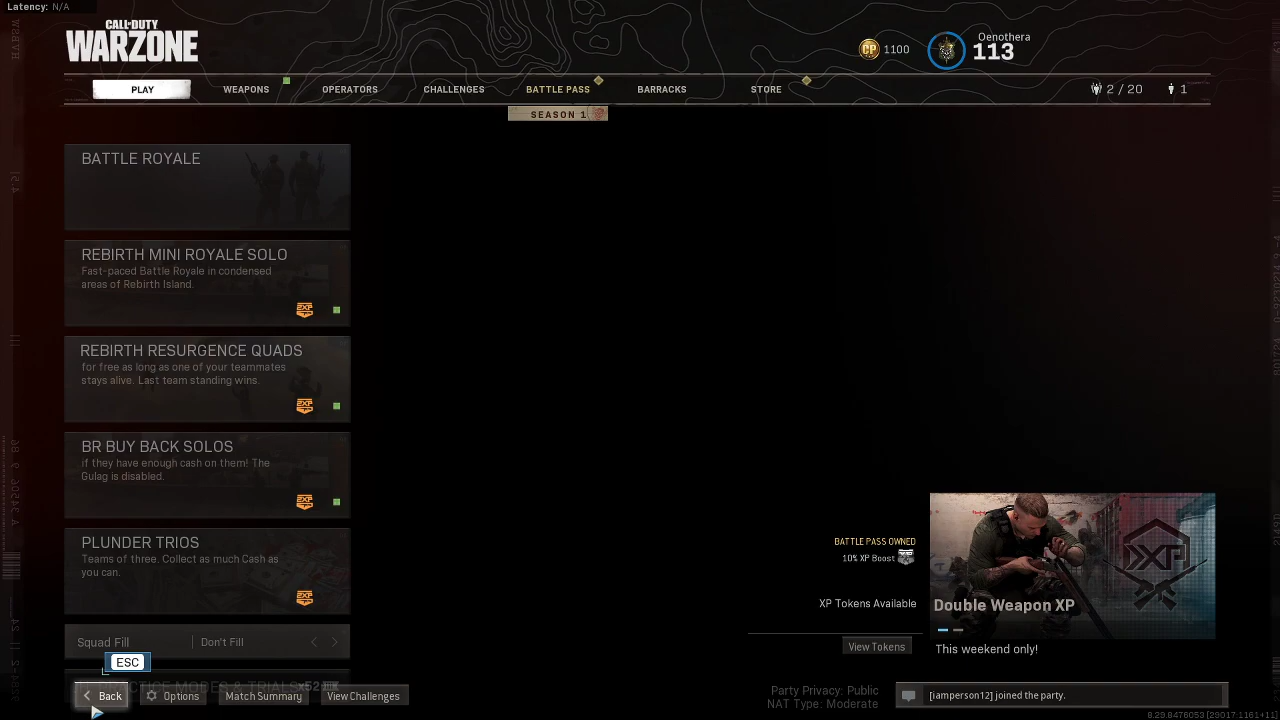 Latency: N/A
CALL OF DUTY
WARZONE
CP 1100
Oenothera
113
PLAY
WEAPONS
OPERATORS
CHALLENGES
BATTLE PASS
BARRACKS
STORE
2 / 20
1
SEASON 1
BATTLE ROYALE
REBIRTH MINI ROYALE SOLO
Fast-paced Battle Royale in condensed
areas of Rebirth Island.
2XP
REBIRTH RESURGENCE QUADS
for free as long as one of your teammates
stays alive. Last team standing wins.
2XP
BR BUY BACK SOLOS
if they have enough cash on them! The
Gulag is disabled.
2XP
PLUNDER TRIOS
Teams of three. Collect as much Cash as
you can.
2XP
Squad Fill
Don't Fill
ESC
Back
Options
Match Summary
View Challenges
BATTLE PASS OWNED
10% XP Boost
XP Tokens Available
View Tokens
2XP
Double Weapon XP
This weekend only!
Party Privacy: Public
NAT Type: Moderate
[iamperson12] joined the party.